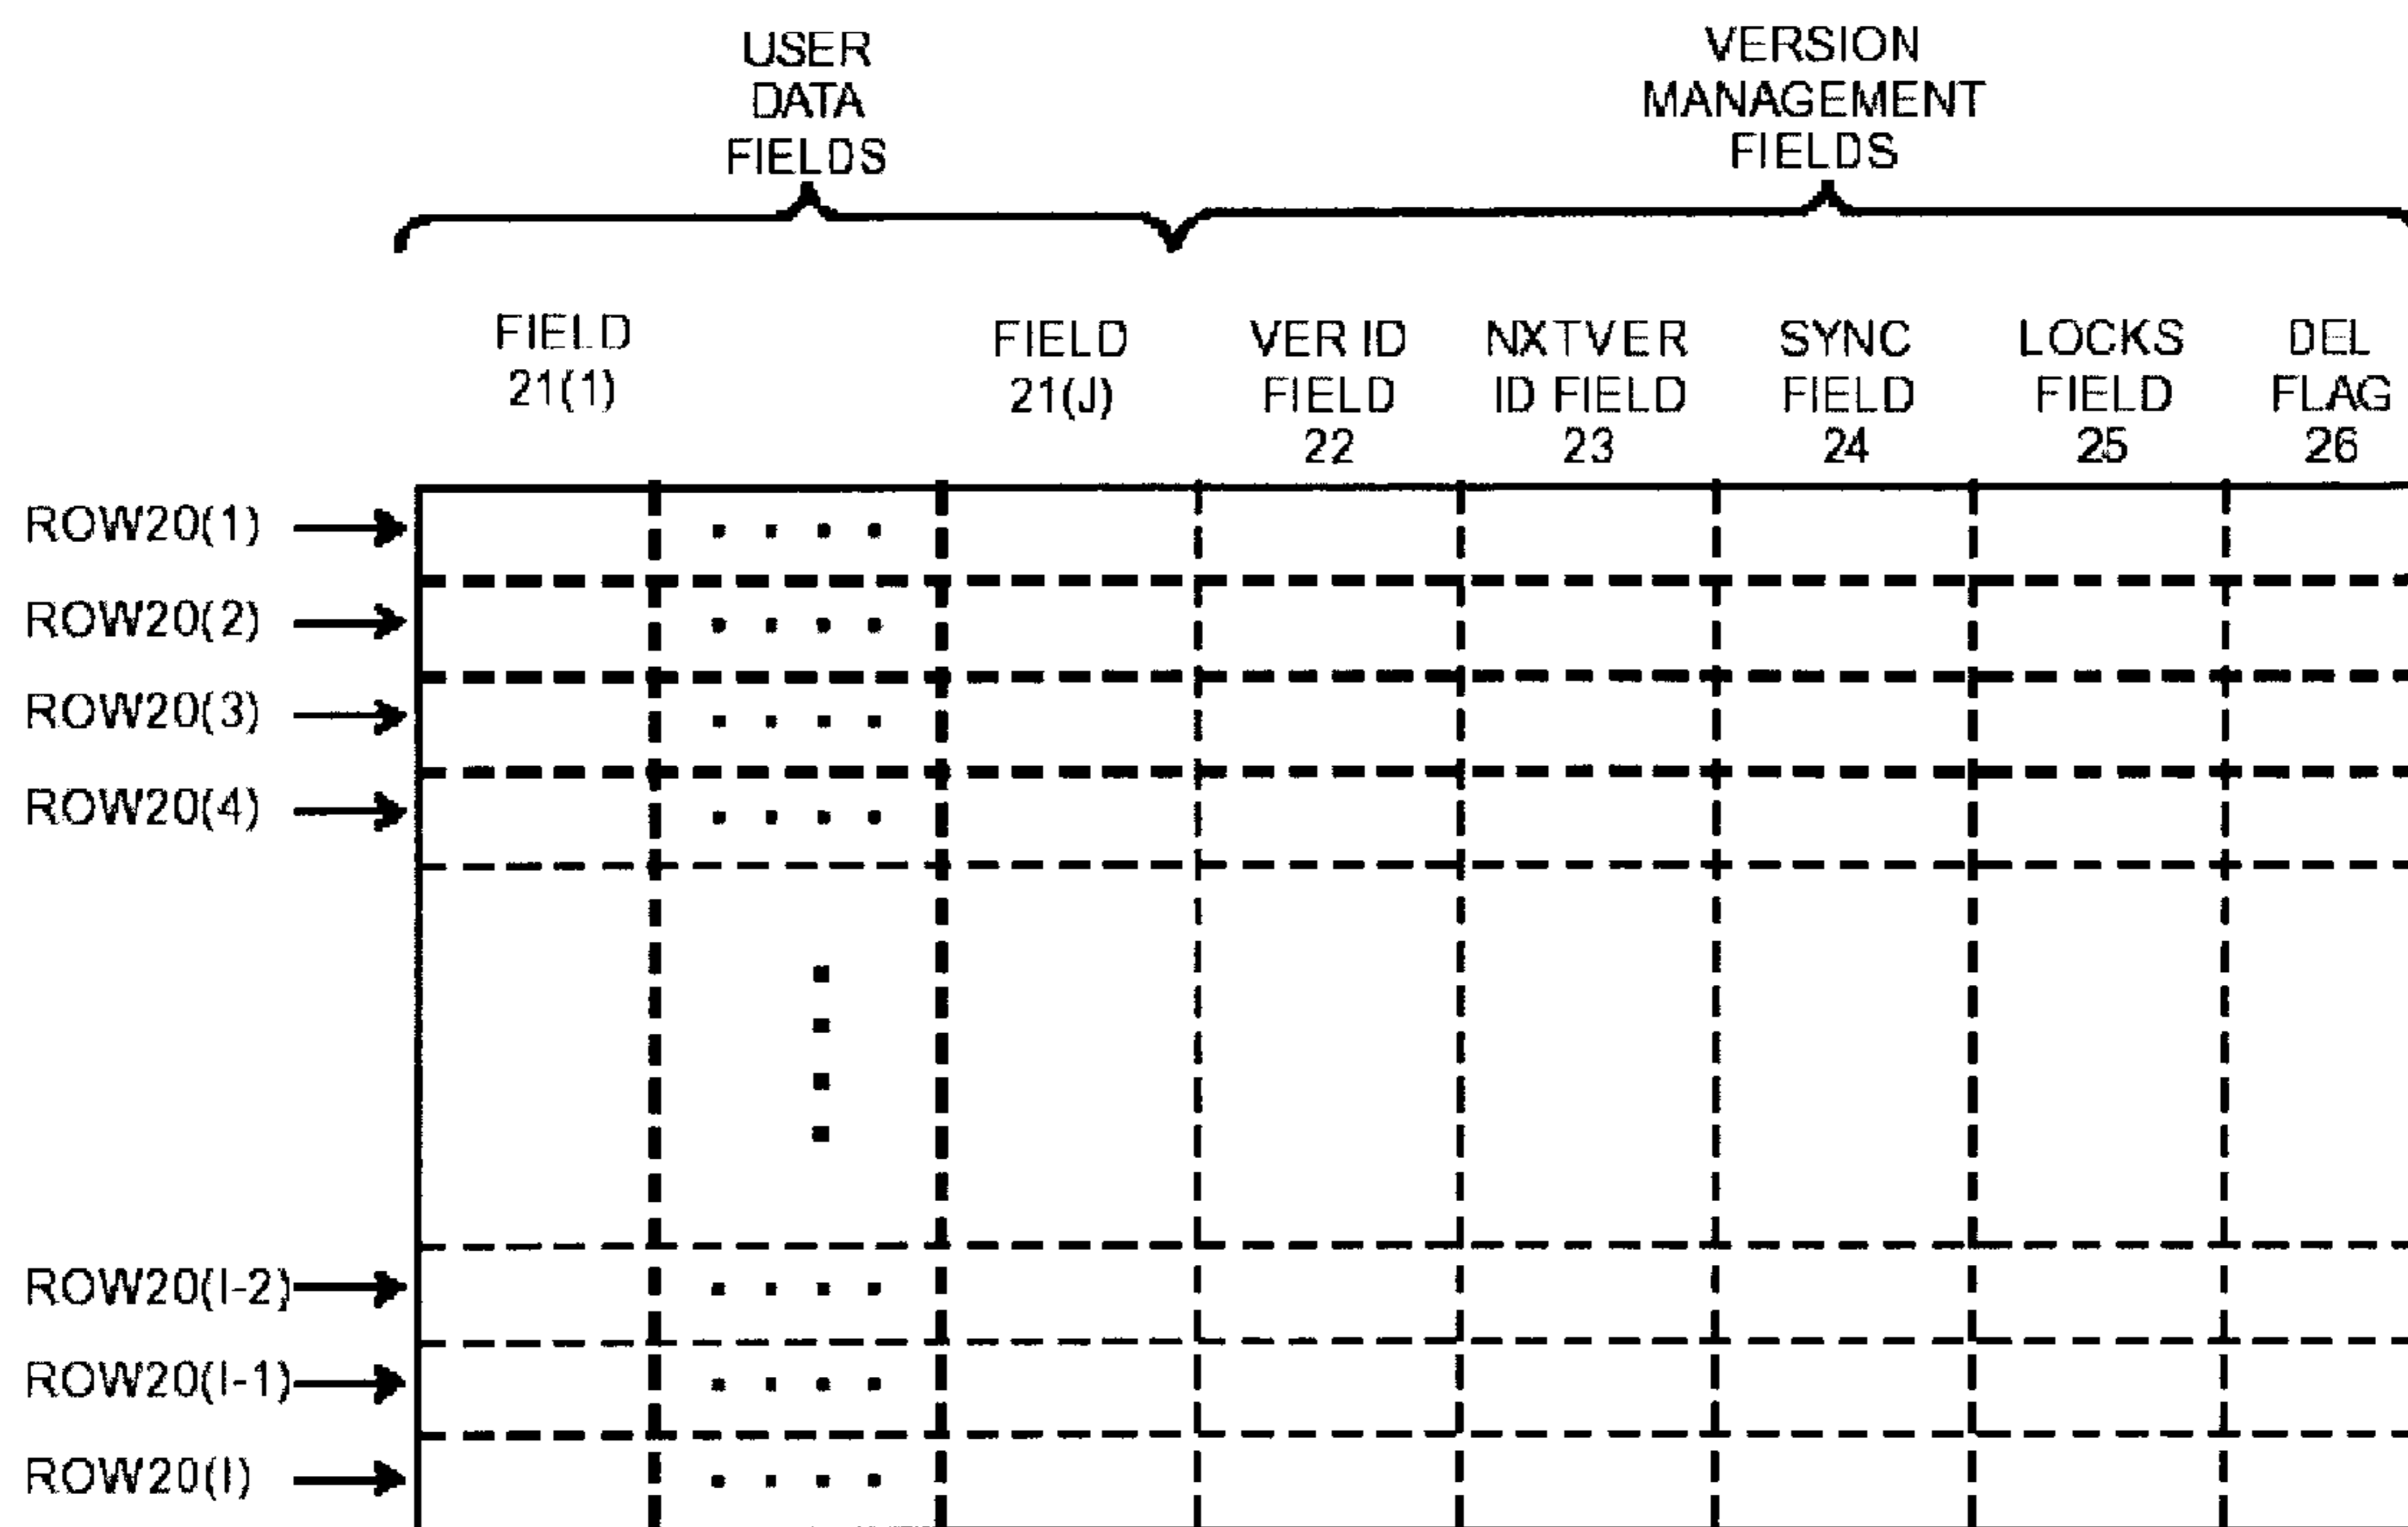 USER
DATA
FIELDS
VERSION
MANAGEMENT
FIELDS
FIELD
21(1)
FIELD
21(J)
VER ID
FIELD
22
NXTVER
ID FIELD
23
SYNC
FIELD
24
LOCKS
FIELD
25
DEL
FLAG
26
ROW20(1)
ROW20(2)
ROW20(3)
ROW20(4)
ROW20(I-2)
ROW20(I-1)
ROW20(I)